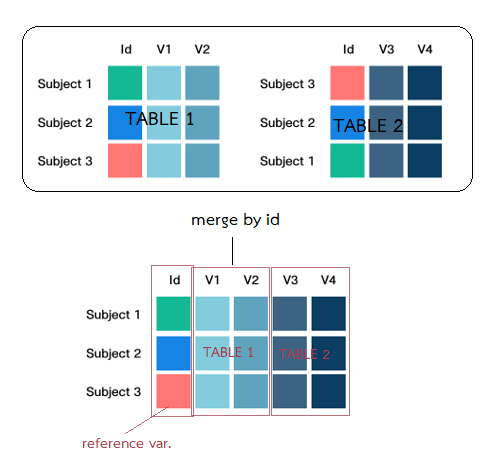 Id V1 V2
Id V3 V4
Subject 1
Subject 2
Subject 3
TABLE 1
Subject 3
Subject 2
Subject 1
TABLE 2
merge by id
Id V1 V2 V3 V4
Subject 1
Subject 2
Subject 3
TABLE 1
TABLE 2
reference var.